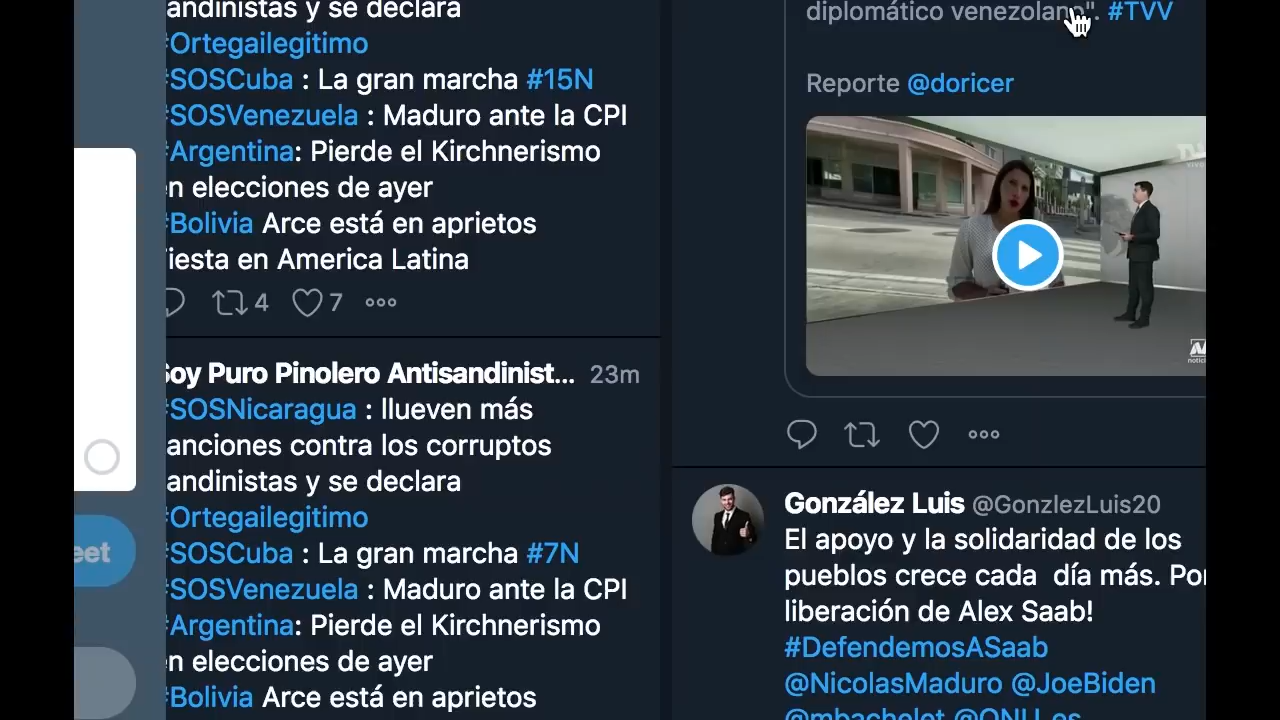 andinistas y se declara
#Ortegailegitimo
#SOSCuba : La gran marcha #15N
#SOSVenezuela : Maduro ante la CPI
#Argentina: Pierde el Kirchnerismo
en elecciones de ayer
#Bolivia Arce está en aprietos
iesta en America Latina
4 7
Soy Puro Pinolero Antisandinist... 23m
#SOSNicaragua : llueven más
anciones contra los corruptos
andinistas y se declara
#Ortegailegitimo
#SOSCuba : La gran marcha #7N
#SOSVenezuela : Maduro ante la CPI
#Argentina: Pierde el Kirchnerismo
en elecciones de ayer
#Bolivia Arce está en aprietos
eet
diplomático venezolano". #TVV
Reporte @doricer
González Luis @GonzlezLuis20
El apoyo y la solidaridad de los
pueblos crece cada día más. Por
liberación de Alex Saab!
#DefendemosASaab
@NicolasMaduro @JoeBiden
@mbachelet @ONU_es